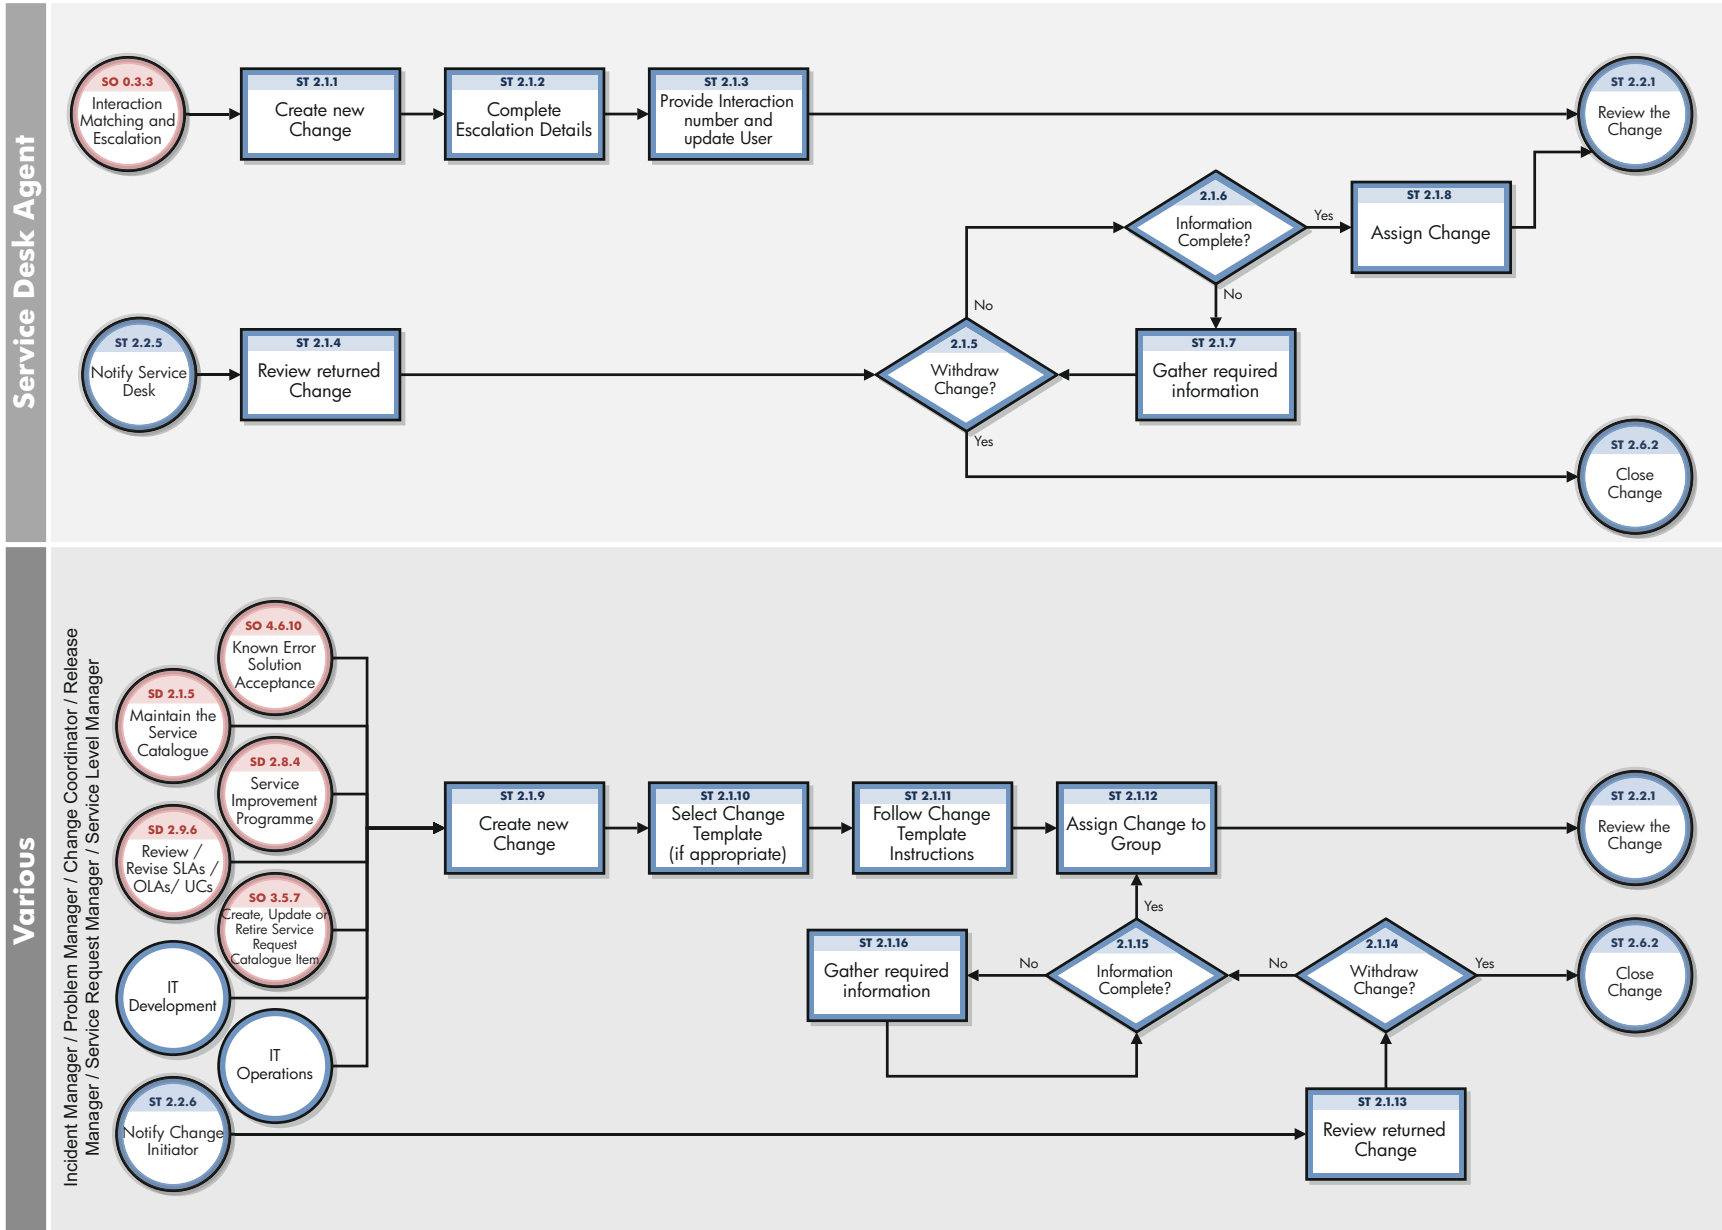 Service Desk Agent
SO 0.3.3
Interaction
Matching and
Escalation
ST 2.1.1
Create new
Change
ST 2.1.2
Complete
Escalation Details
ST 2.1.3
Provide Interaction
number and
update User
ST 2.2.1
Review the
Change
2.1.6
Information
Complete?
Yes
ST 2.1.8
Assign Change
No
No
ST 2.2.5
Notify Service
Desk
ST 2.1.4
Review returned
Change
2.1.5
Withdraw
Change?
ST 2.1.7
Gather required
information
Yes
ST 2.6.2
Close
Change
Various
Incident Manager / Problem Manager / Change Coordinator / Release
Manager / Service Request Manager / Service Level Manager
SO 4.6.10
Known Error
Solution
Acceptance
SD 2.1.5
Maintain the
Service
Catalogue
SD 2.8.4
Service
Improvement
Programme
SD 2.9.6
Review /
Revise SLAs /
OLAs/ UCs
SO 3.5.7
Create, Update or
Retire Service
Request
Catalogue Item
IT
Development
IT
Operations
ST 2.2.6
Notify Change
Initiator
ST 2.1.9
Create new
Change
ST 2.1.10
Select Change
Template
(if appropriate)
ST 2.1.11
Follow Change
Template
Instructions
ST 2.1.12
Assign Change to
Group
ST 2.2.1
Review the
Change
Yes
ST 2.1.16
Gather required
information
No
2.1.15
Information
Complete?
No
2.1.14
Withdraw
Change?
Yes
ST 2.6.2
Close
Change
ST 2.1.13
Review returned
Change